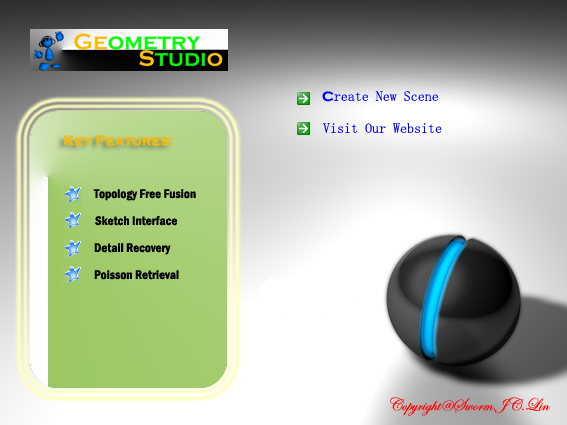 Geometry
Studio
Key Features:
Topology Free Fusion
Sketch Interface
Detail Recovery
Poisson Retrieval
Create New Scene
Visit Our Website
Copyright@Sworm.J.C.Lin